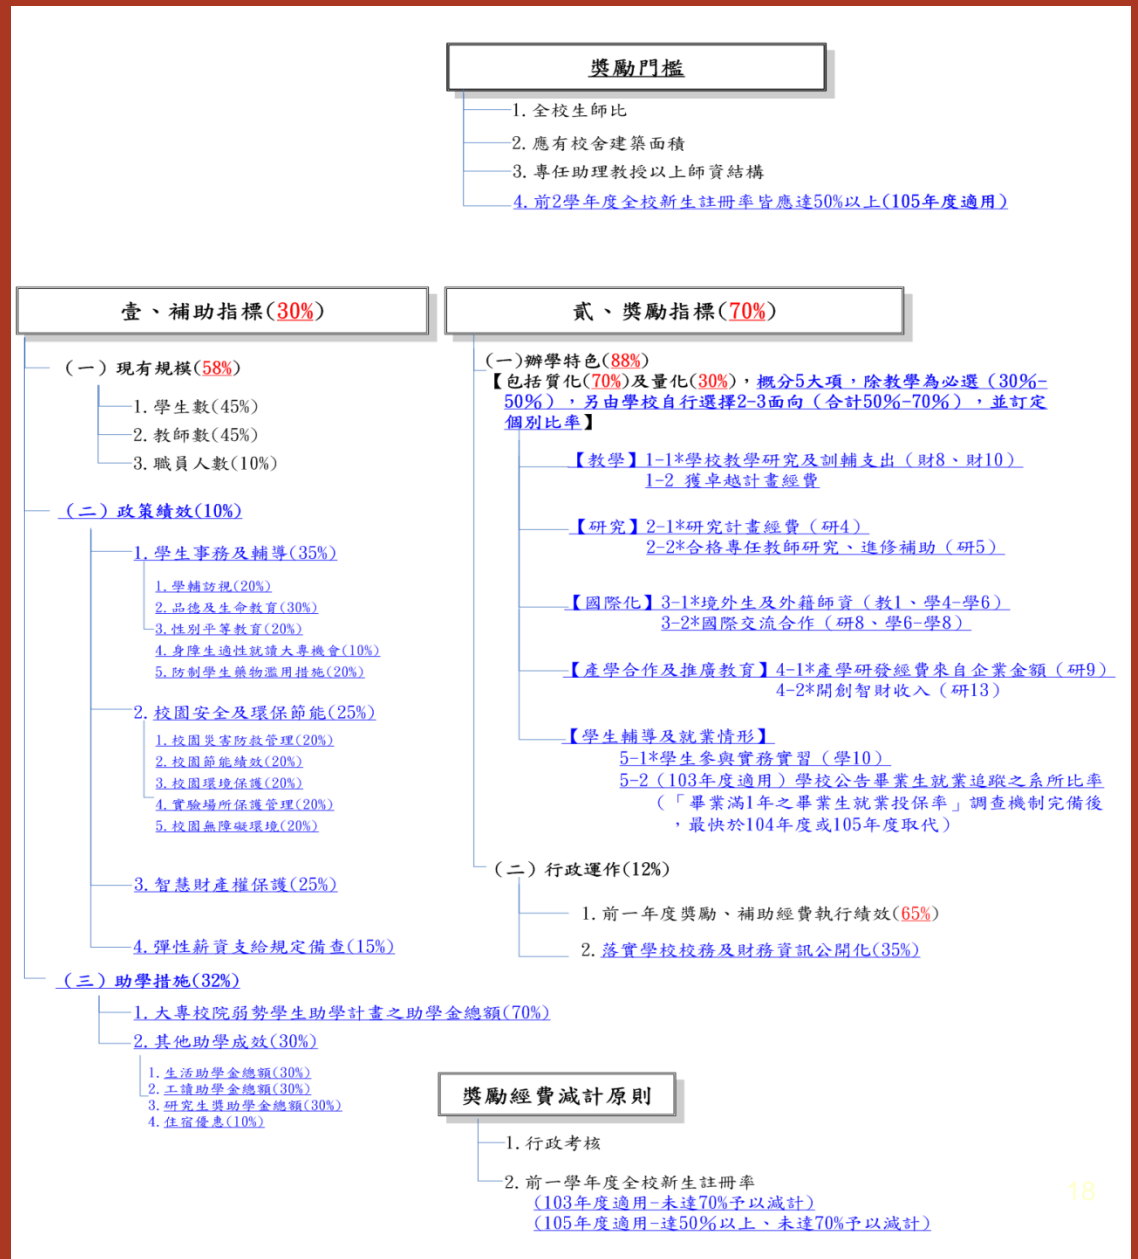 獎勵門檻
1.全校生師比
2.應有校舍建築面積
3.專任助理教授以上師資結構
4.前2學年度全校新生註冊率皆應達50%以上(105年度適用)
壹、補助指標(30%)
（一）現有規模(58%)
1.學生數(45%)
2.教師數(45%)
3.職員人數(10%)
（二）政策績效(10%)
1.學生事務及輔導(35%)
1.學輔訪視(20%)
2.品德及生命教育(30%)
3.性別平等教育(20%)
4.身障生適性就讀大專機會(10%)
5.防制學生藥物濫用措施(20%)
2.校園安全及環保節能(25%)
1.校園災害防救管理(20%)
2.校園節能績效(20%)
3.校園環境保護(20%)
4.實驗場所保護管理(20%)
5.校園無障礙環境(20%)
3.智慧財產權保護(25%)
4.彈性薪資支給規定備查(15%)
（三）助學措施(32%)
1.大專校院弱勢學生助學計畫之助學金總額(70%)
2.其他助學成效(30%)
1.生活助學金總額(30%)
2.工讀助學金總額(30%)
3.研究生獎助學金總額(30%)
4.住宿優惠(10%)
貳、獎勵指標(70%)
(一)辦學特色(88%)
【包括質化(70%)及量化(30%)，概分5大項，除教學為必選（30%-
50%），另由學校自行選擇2-3面向（合計50%-70%），並訂定
個別比率】
【教學】1-1*學校教學研究及訓輔支出（財8、財10）
1-2 獲卓越計畫經費
【研究】2-1*研究計畫經費（研4）
2-2*合格專任教師研究、進修補助（研5）
【國際化】3-1*境外生及外籍師資（教1、學4-學6）
3-2*國際交流合作（研8、學6-學8）
【產學合作及推廣教育】4-1*產學研發經費來自企業金額（研9）
4-2*開創智財收入（研13）
【學生輔導及就業情形】
5-1*學生參與實務實習（學10）
5-2（103年度適用）學校公告畢業生就業追蹤之系所比率
（「畢業滿1年之畢業生就業投保率」調查機制完備後
，最快於104年度或105年度取代）
（二）行政運作(12%)
1.前一年度獎勵、補助經費執行績效(65%)
2.落實學校校務及財務資訊公開化(35%)
獎勵經費減計原則
1.行政考核
2.前一學年度全校新生註冊率
(103年度適用-未達70%予以減計)
(105年度適用-達50%以上、未達70%予以減計)
18